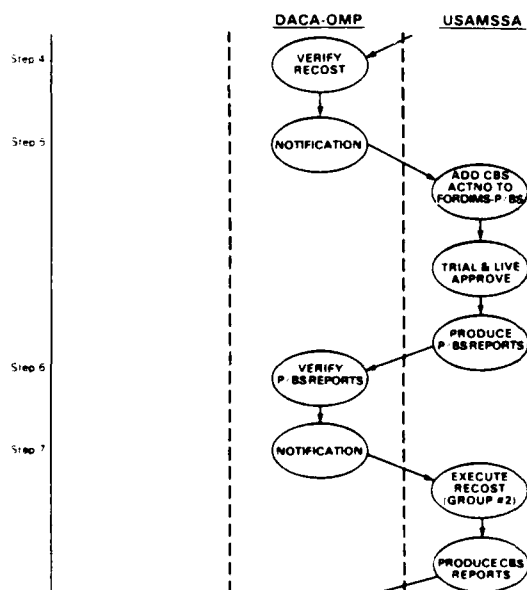 DACA-OMP
USAMSSA
Step 4
VERIFY
RECOST
Step 5
NOTIFICATION
ADD CBS
ACTNO TO
FORDIMS-P/BS
TRIAL & LIVE
APPROVE
PRODUCE
P/BS REPORTS
Step 6
VERIFY
P/BS REPORTS
Step 7
NOTIFICATION
EXECUTE
RECOST
(GROUP #2)
PRODUCE CBS
REPORTS